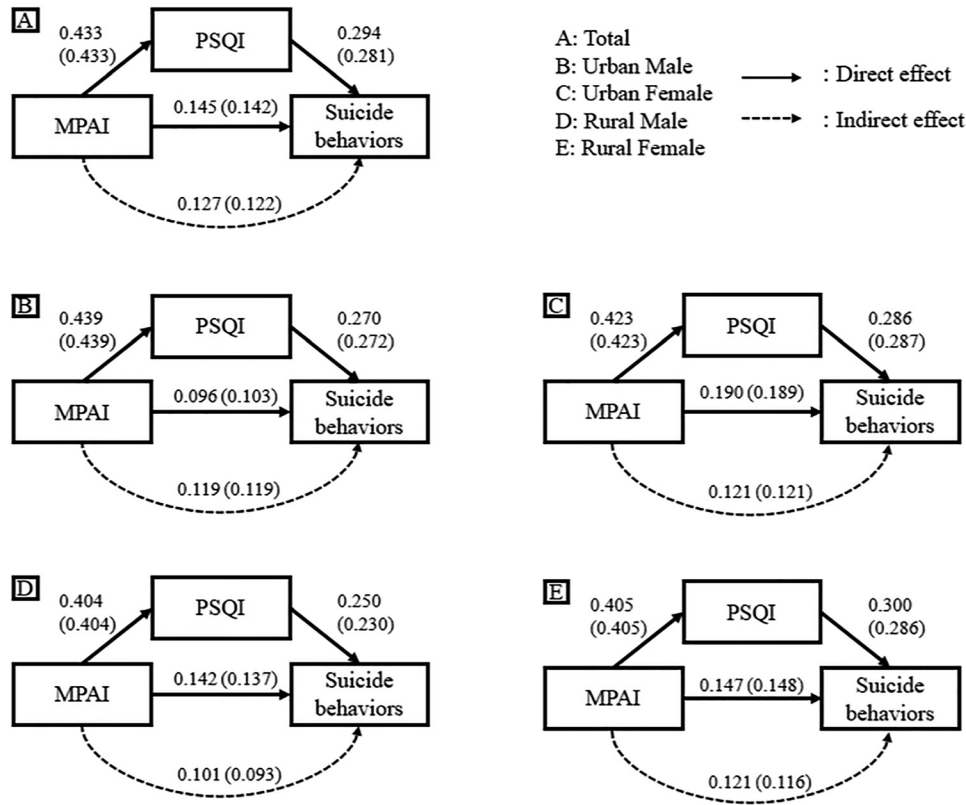 A
0.433
(0.433)
PSQI
0.294
(0.281)
MPAI
0.145 (0.142)
Suicide
behaviors
0.127 (0.122)
A: Total
B: Urban Male
C: Urban Female
D: Rural Male
E: Rural Female
: Direct effect
: Indirect effect
B
0.439
(0.439)
PSQI
0.270
(0.272)
MPAI
0.096 (0.103)
Suicide
behaviors
0.119 (0.119)
C
0.423
(0.423)
PSQI
0.286
(0.287)
MPAI
0.190 (0.189)
Suicide
behaviors
0.121 (0.121)
D
0.404
(0.404)
PSQI
0.250
(0.230)
MPAI
0.142 (0.137)
Suicide
behaviors
0.101 (0.093)
E
0.405
(0.405)
PSQI
0.300
(0.286)
MPAI
0.147 (0.148)
Suicide
behaviors
0.121 (0.116)